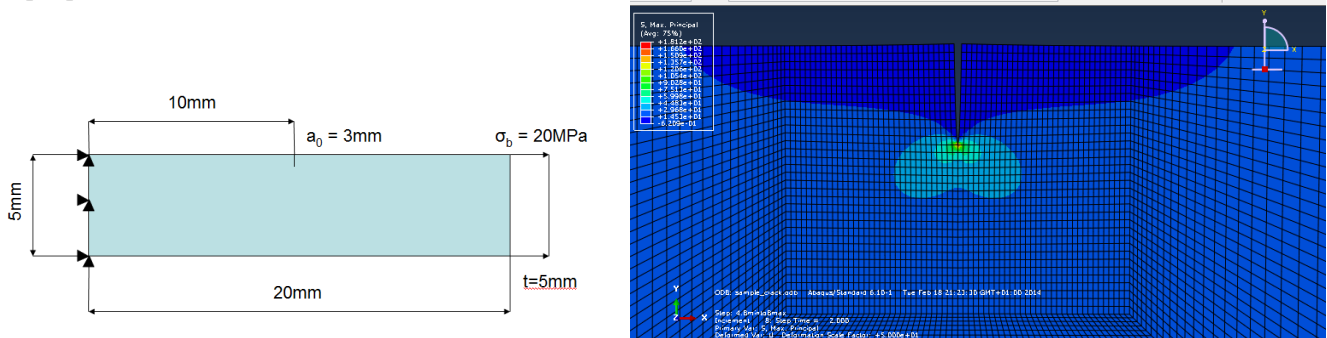 10mm
a₀ = 3mm
σb = 20MPa
5mm
t=5mm
20mm
S, Max. Principal
(Avg: 75%)
+1.812e+02
+1.660e+02
+1.509e+02
+1.357e+02
+1.206e+02
+1.054e+02
+9.028e+01
+7.513e+01
+5.998e+01
+4.483e+01
+2.968e+01
+1.453e+01
-6.209e-01
Y
X
Y
Z
X
ODB: sample_crack.odb Abaqus/Standard 6.10-1 Tue Feb 18 21:23:30 GMT+01:00 2014
Increment 8: Step Time = 2.000
Primary Var: S, Max. Principal
Deformed Var: U Deformation Scale Factor: +5.000e+01